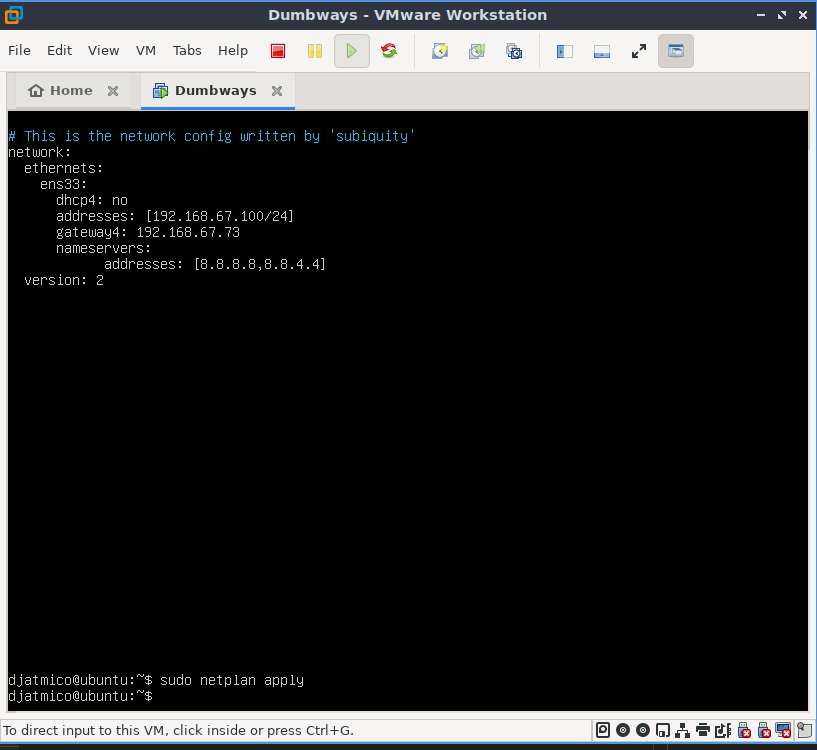 Dumbways - VMware Workstation
File Edit View VM Tabs Help
Home Dumbways
# This is the network config written by 'subiquity'
network:
  ethernets:
    ens33:
      dhcp4: no
      addresses: [192.168.67.100/24]
      gateway4: 192.168.67.73
      nameservers:
            addresses: [8.8.8.8,8.8.4.4]
  version: 2
djatmico@ubuntu:~$ sudo netplan apply
djatmico@ubuntu:~$
To direct input to this VM, click inside or press Ctrl+G.